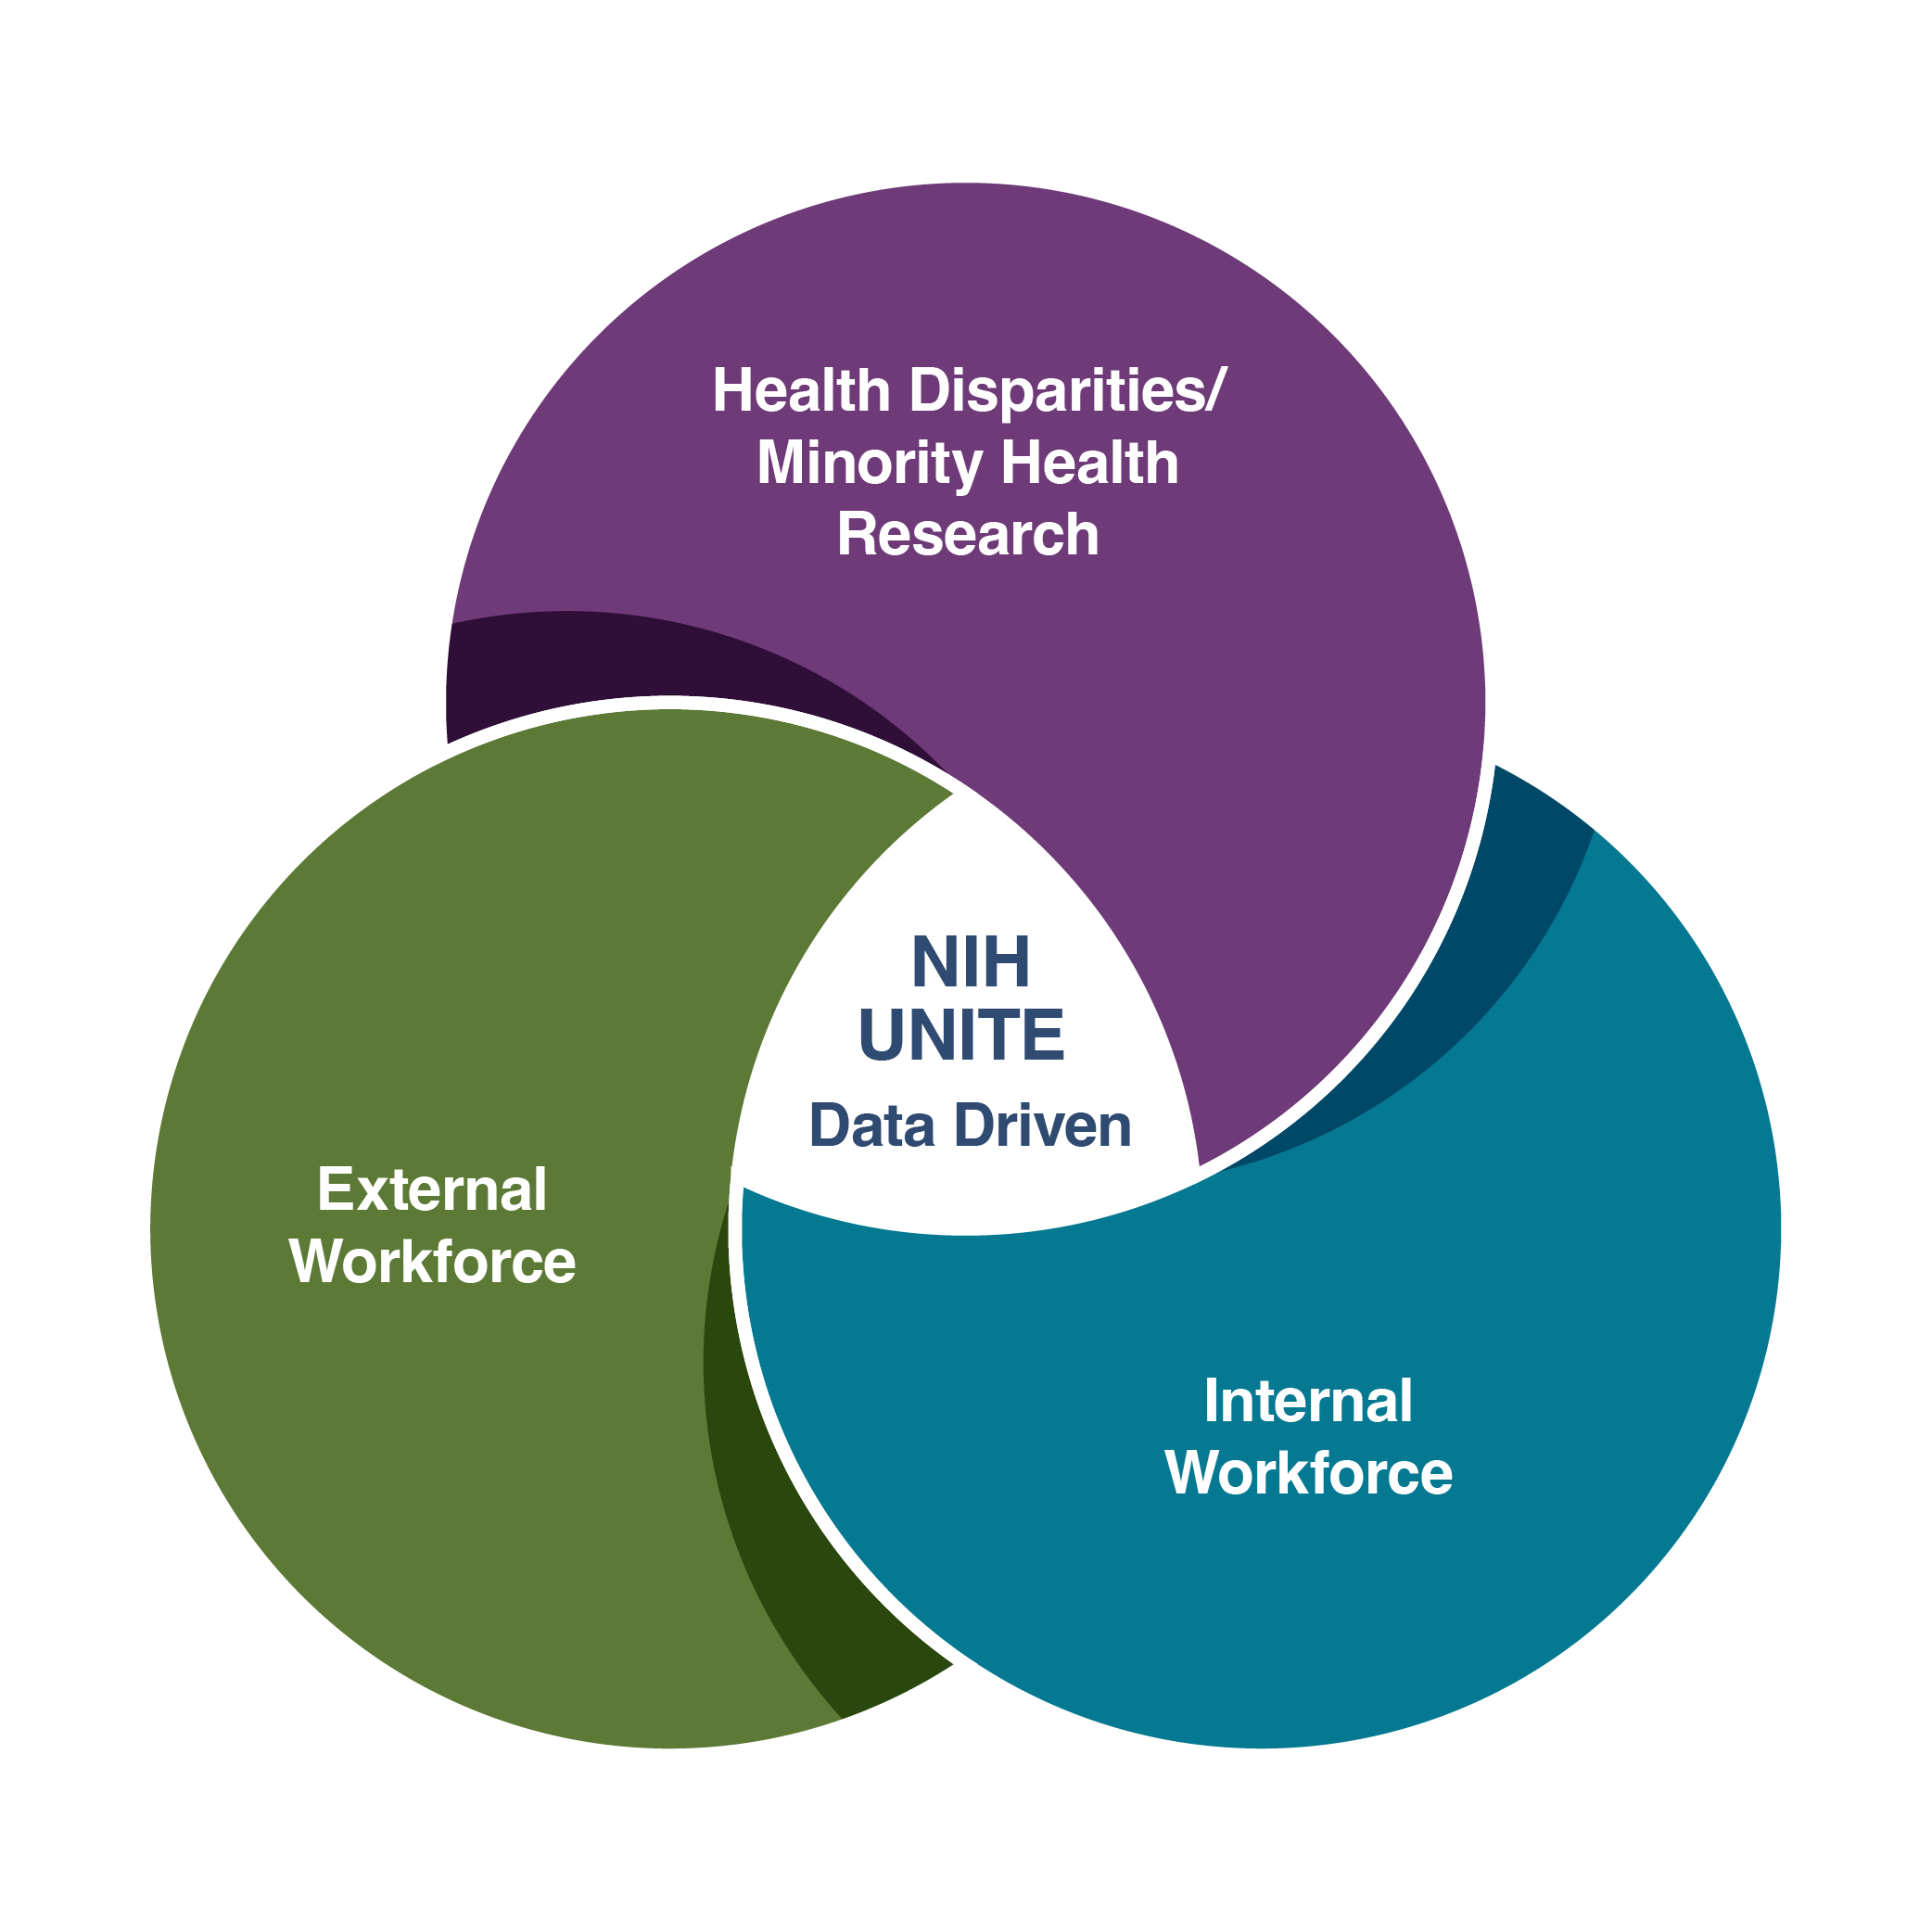 Health Disparities/
Minority Health
Research
NIH
UNITE
Data Driven
External
Workforce
Internal
Workforce